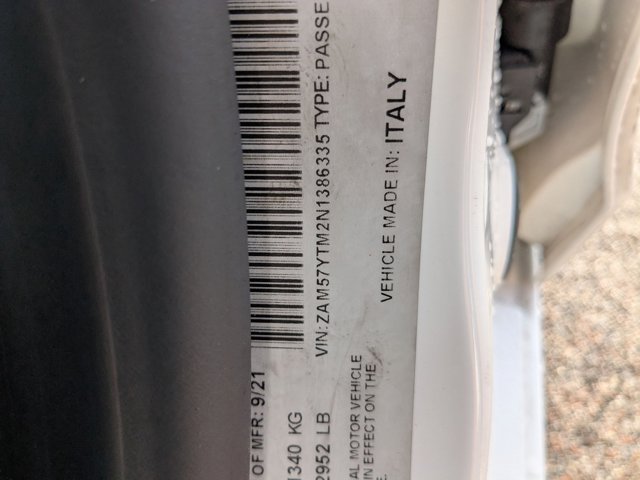 OF MFR: 9/21
1340 KG
2952 LB
VIN: ZAM57YTM2N1386335 TYPE: PASSE
AL MOTOR VEHICLE
IN EFFECT ON THE
VEHICLE MADE IN: ITALY